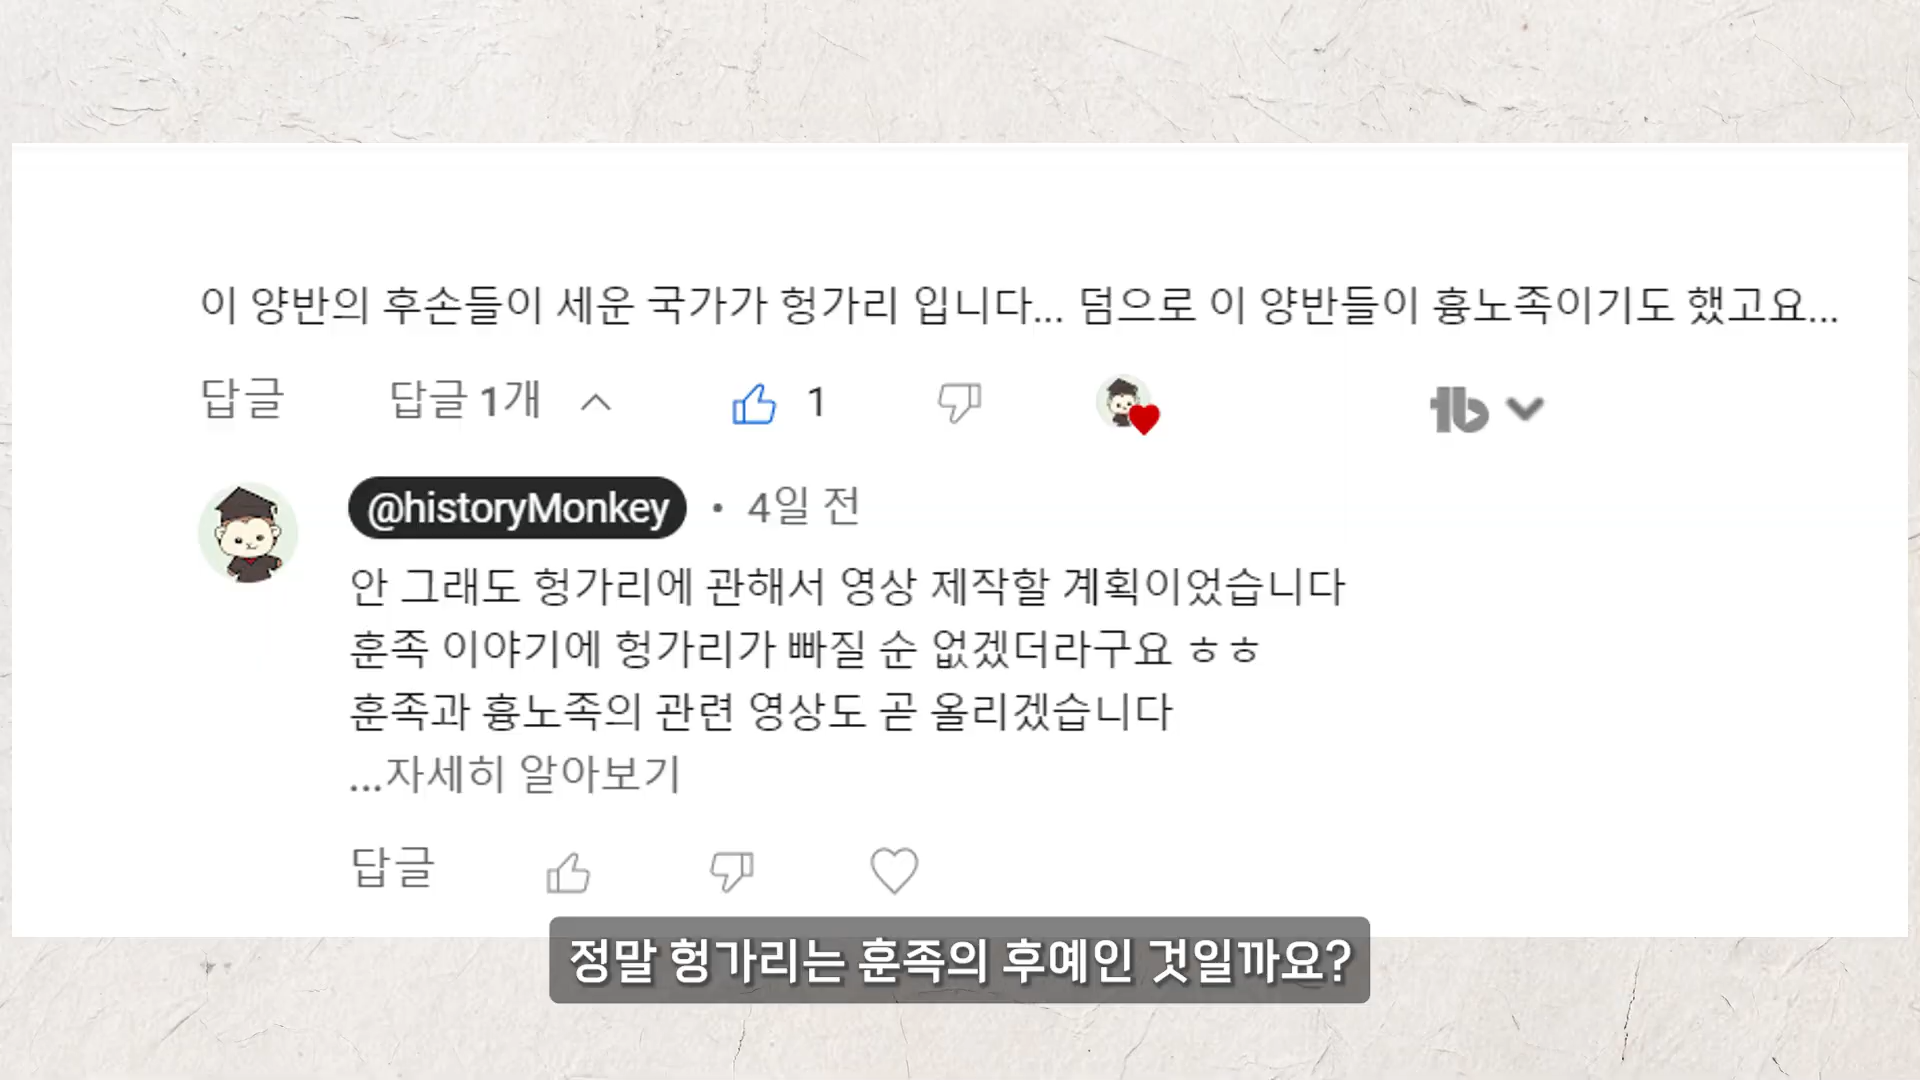 이 양반의 후손들이 세운 국가가 헝가리 입니다... 덤으로 이 양반들이 흉노족이기도 했고요...
답글 답글 1개 1 tb
@historyMonkey • 4일 전
안 그래도 헝가리에 관해서 영상 제작할 계획이었습니다
훈족 이야기에 헝가리가 빠질 순 없겠더라구요 ㅎㅎ
훈족과 흉노족의 관련 영상도 곧 올리겠습니다
...자세히 알아보기
답글
정말 헝가리는 훈족의 후예인 것일까요?